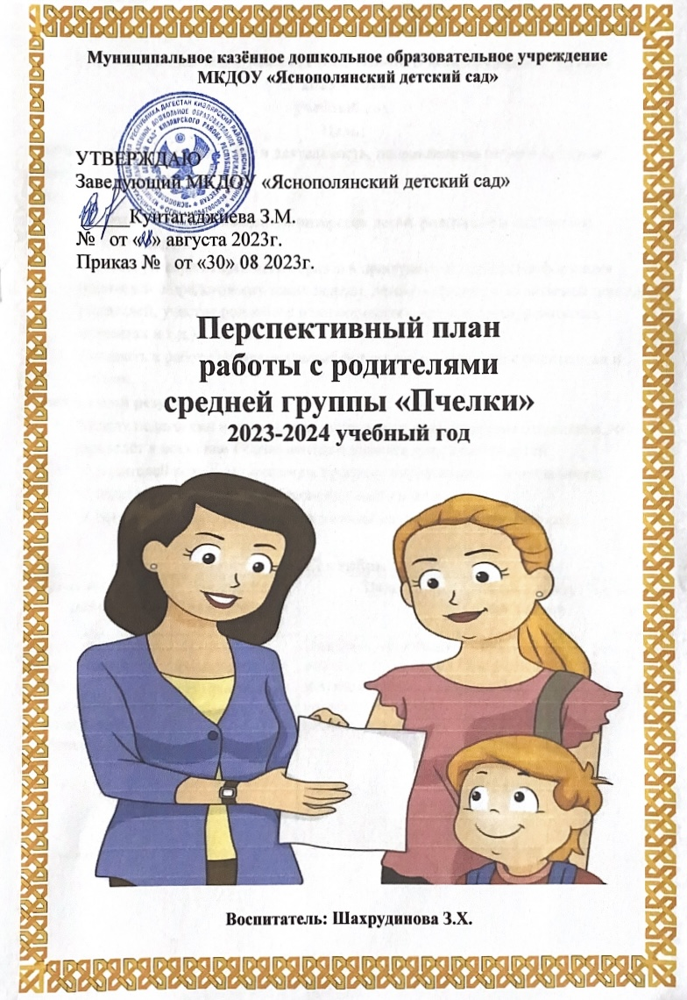 Муниципальное казённое дошкольное образовательное учреждение
МКДОУ «Яснополянский детский сад»
УТВЕРЖДАЮ
Заведующий МКДОУ «Яснополянский детский сад»
Кунтагаджиева З.М.
№ от « » августа 2023г.
Приказ № от «30» 08 2023г.
Перспективный план
работы с родителями
средней группы «Пчелки»
2023-2024 учебный год
Воспитатель: Шахрудинова З.Х.